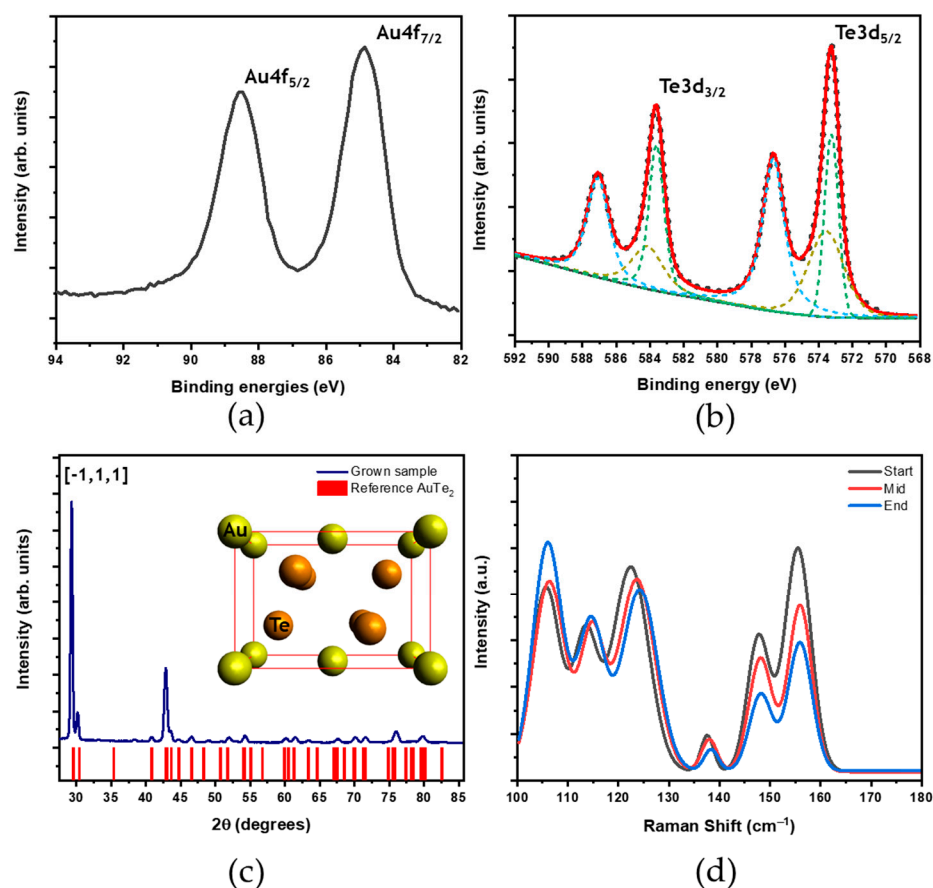 Au4f7/2
Au4f5/2
Intensity (arb. units)
94 92 90 88 86 84 82
Binding energies (eV)
(a)
Te3d5/2
Te3d3/2
Intensity (arb. units)
592 590 588 586 584 582 580 578 576 574 572 570 568
Binding energy (eV)
(b)
[-1,1,1]
Grown sample
Reference AuTe2
Au
Te
Intensity (arb. units)
30 35 40 45 50 55 60 65 70 75 80 85
2θ (degrees)
(c)
Start
Mid
End
Intensity (a.u.)
100 110 120 130 140 150 160 170 180
Raman Shift (cm−1)
(d)